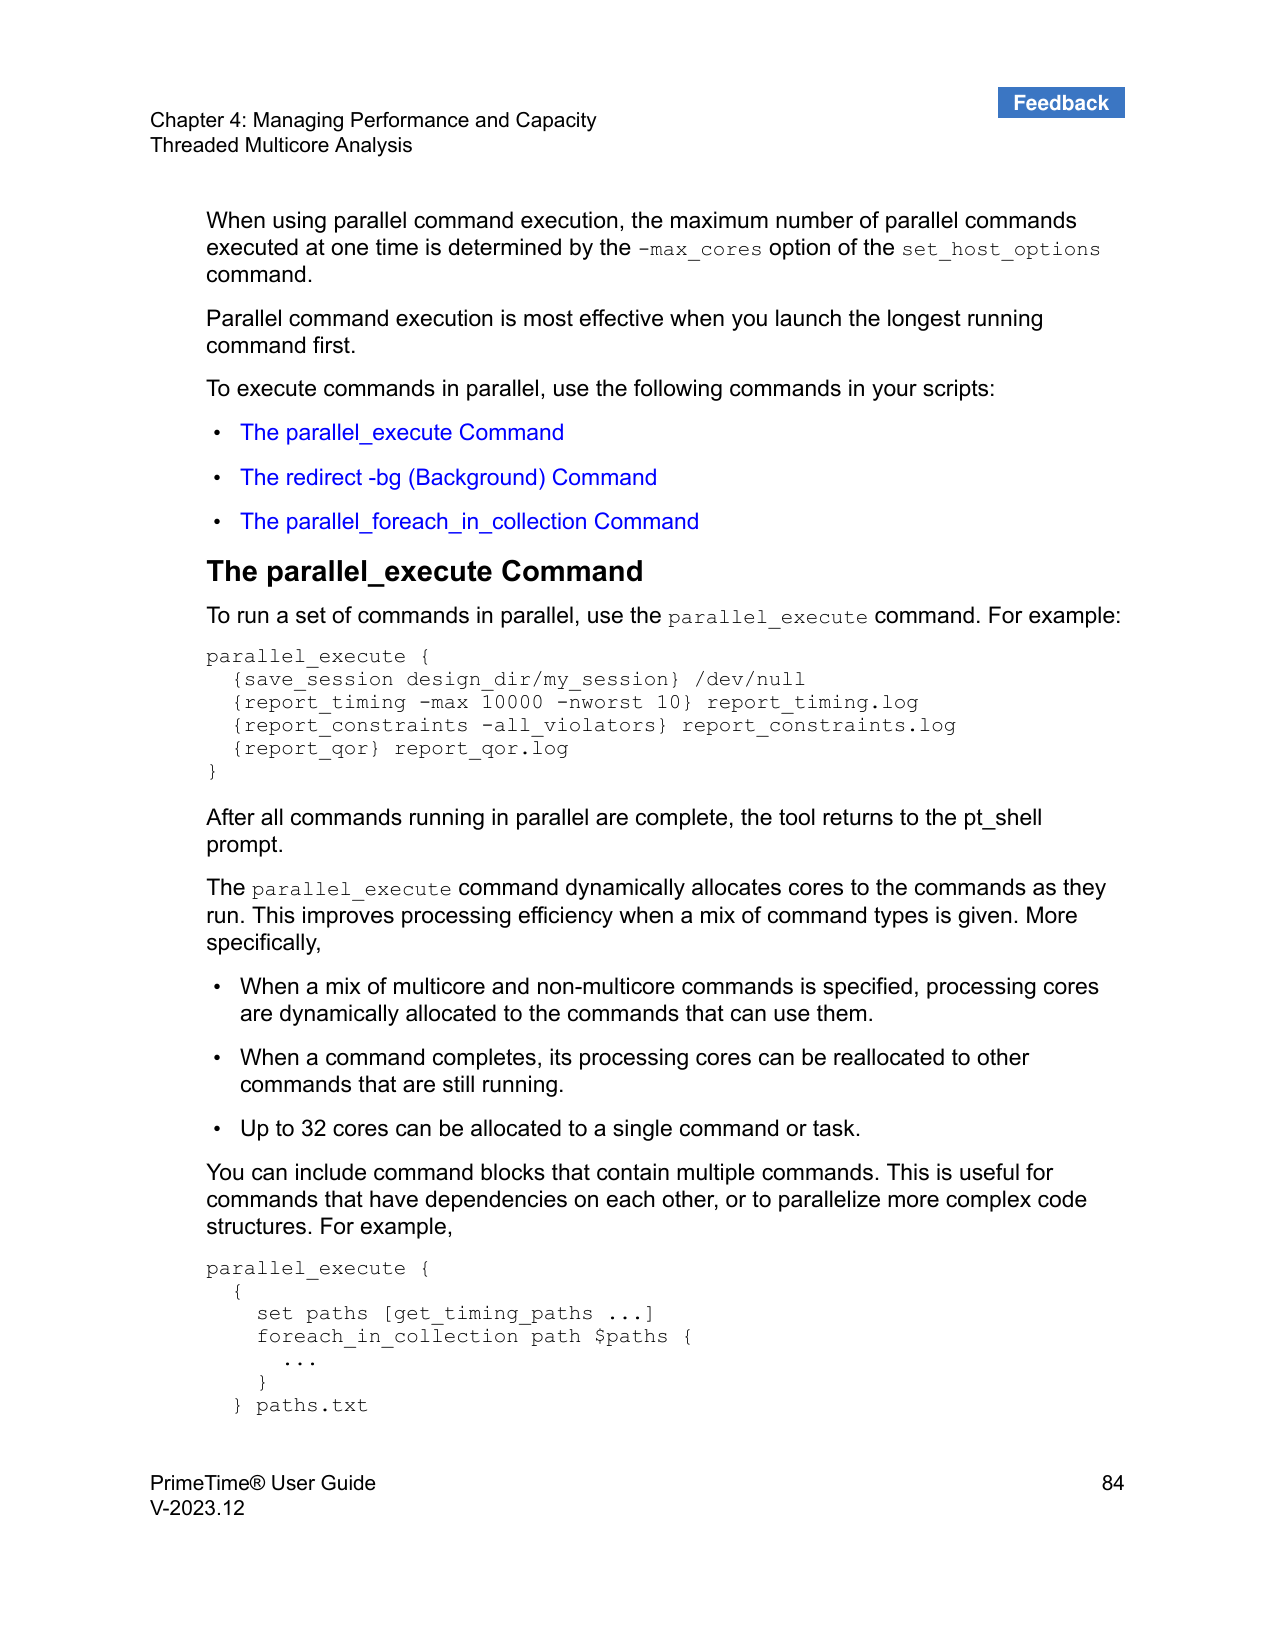 Feedback
Chapter 4: Managing Performance and Capacity
Threaded Multicore Analysis
When using parallel command execution, the maximum number of parallel commands
executed at one time is determined by the -max_cores option of the set_host_options
command.
Parallel command execution is most effective when you launch the longest running
command first.
To execute commands in parallel, use the following commands in your scripts:
• The parallel_execute Command
• The redirect -bg (Background) Command
• The parallel_foreach_in_collection Command
The parallel_execute Command
To run a set of commands in parallel, use the parallel_execute command. For example:
parallel_execute {
  {save_session design_dir/my_session} /dev/null
  {report_timing -max 10000 -nworst 10} report_timing.log
  {report_constraints -all_violators} report_constraints.log
  {report_qor} report_qor.log
}
After all commands running in parallel are complete, the tool returns to the pt_shell
prompt.
The parallel_execute command dynamically allocates cores to the commands as they
run. This improves processing efficiency when a mix of command types is given. More
specifically,
• When a mix of multicore and non-multicore commands is specified, processing cores
are dynamically allocated to the commands that can use them.
• When a command completes, its processing cores can be reallocated to other
commands that are still running.
• Up to 32 cores can be allocated to a single command or task.
You can include command blocks that contain multiple commands. This is useful for
commands that have dependencies on each other, or to parallelize more complex code
structures. For example,
parallel_execute {
  {
    set paths [get_timing_paths ...]
    foreach_in_collection path $paths {
      ...
    }
  } paths.txt
PrimeTime® User Guide 84
V-2023.12